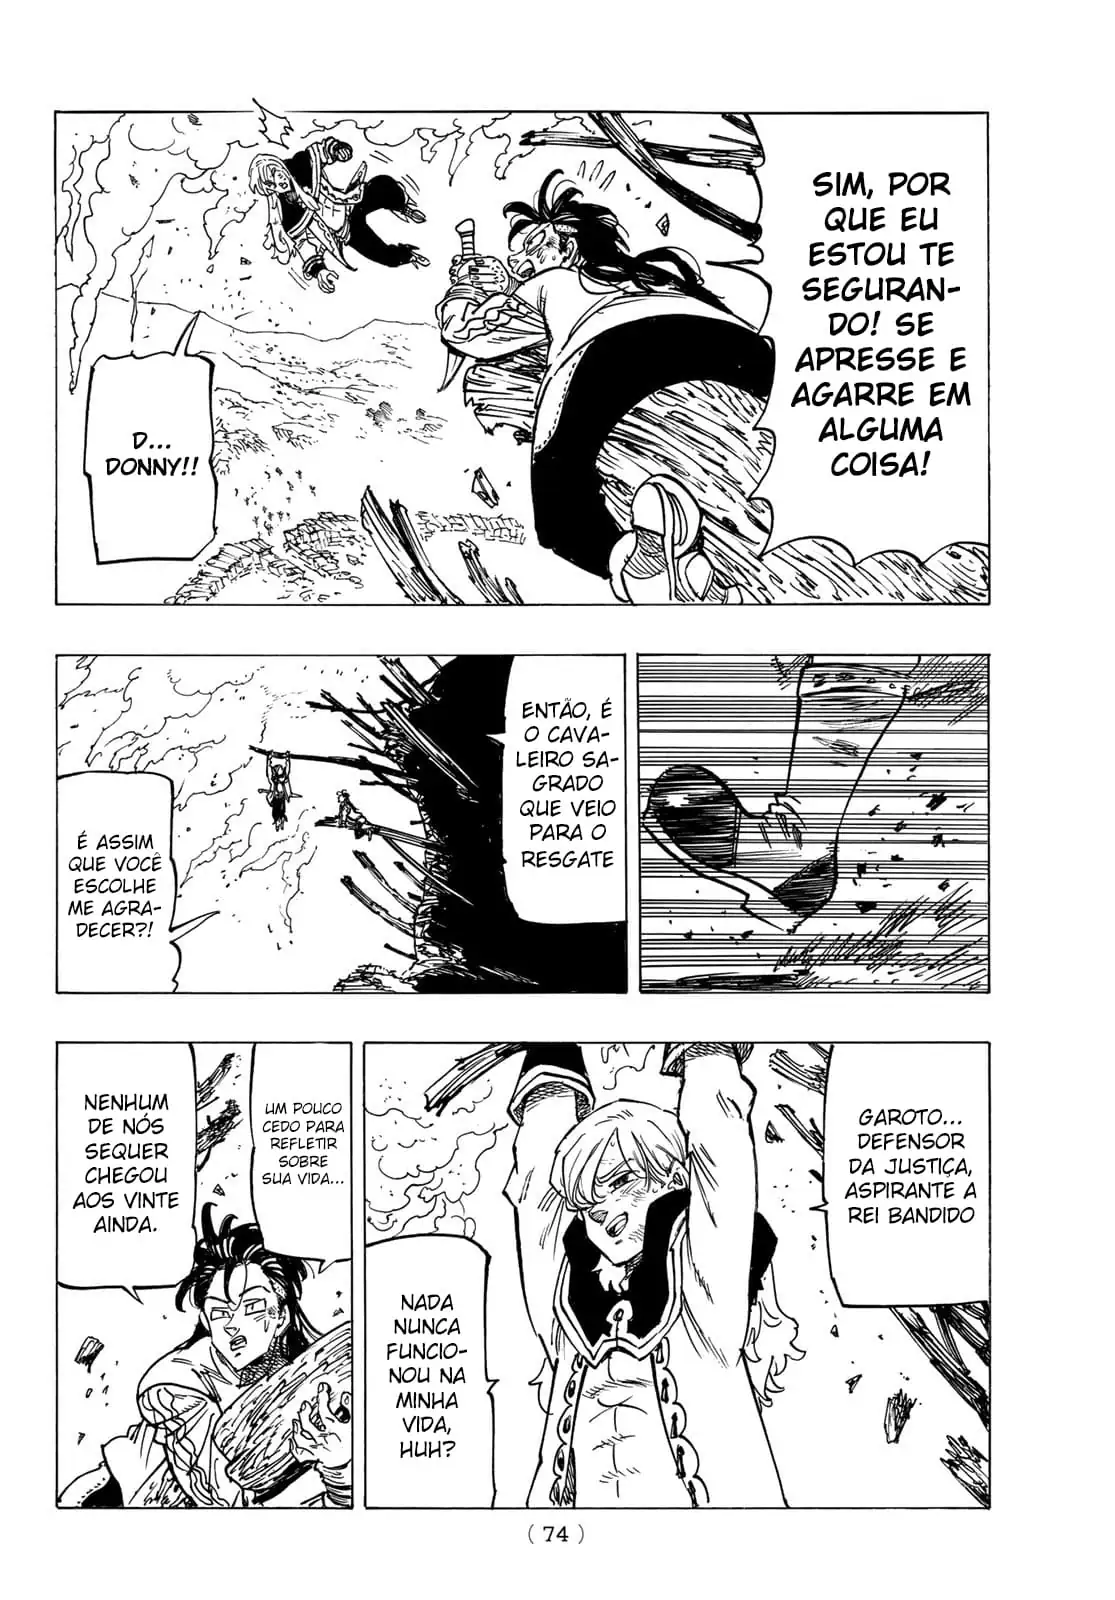 SIM, POR
QUE EU
ESTOU TE
SEGURAN-
DO! SE
APRESSE E
AGARRE EM
ALGUMA
COISA!
D...
DONNY!!
ENTÃO, É
O CAVA-
LEIRO SA-
GRADO
QUE VEIO
PARA O
RESGATE
É ASSIM
QUE VOCÊ
ESCOLHE
ME AGRA-
DECER?!
GAROTO...
DEFENSOR
DA JUSTIÇA,
ASPIRANTE A
REI BANDIDO
NADA
NUNCA
FUNCIO-
NOU NA
MINHA
VIDA,
HUH?
UM POUCO
CEDO PARA
REFLETIR
SOBRE
SUA VIDA...
NENHUM
DE NÓS
SEQUER
CHEGOU
AOS VINTE
AINDA.
( 74 )